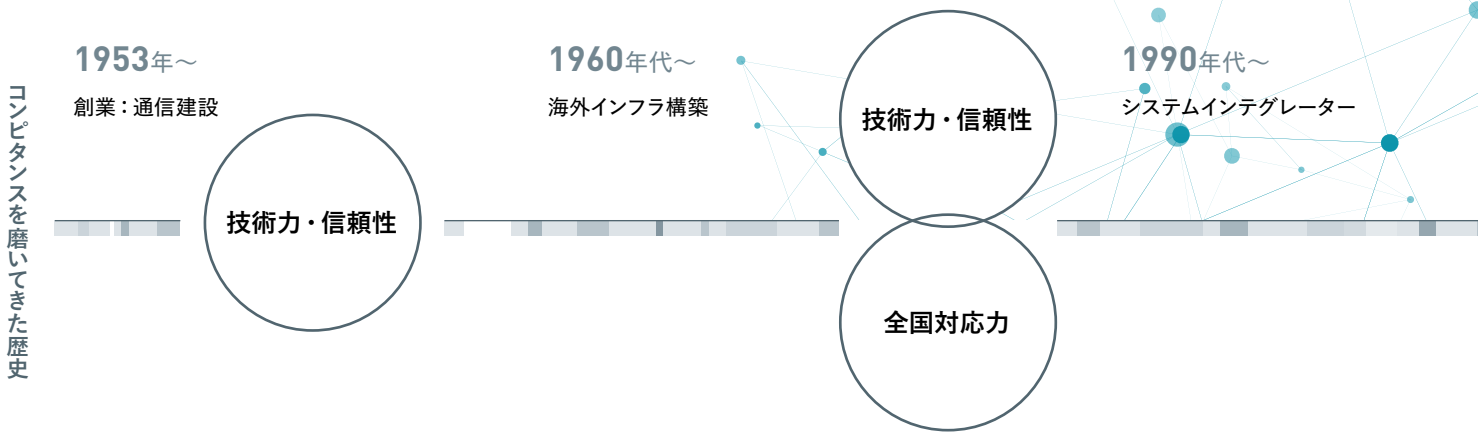 コンピタンスを磨いてきた歴史
1953年～
創業：通信建設
技術力・信頼性
1960年代～
海外インフラ構築
技術力・信頼性
全国対応力
1990年代～
システムインテグレーター